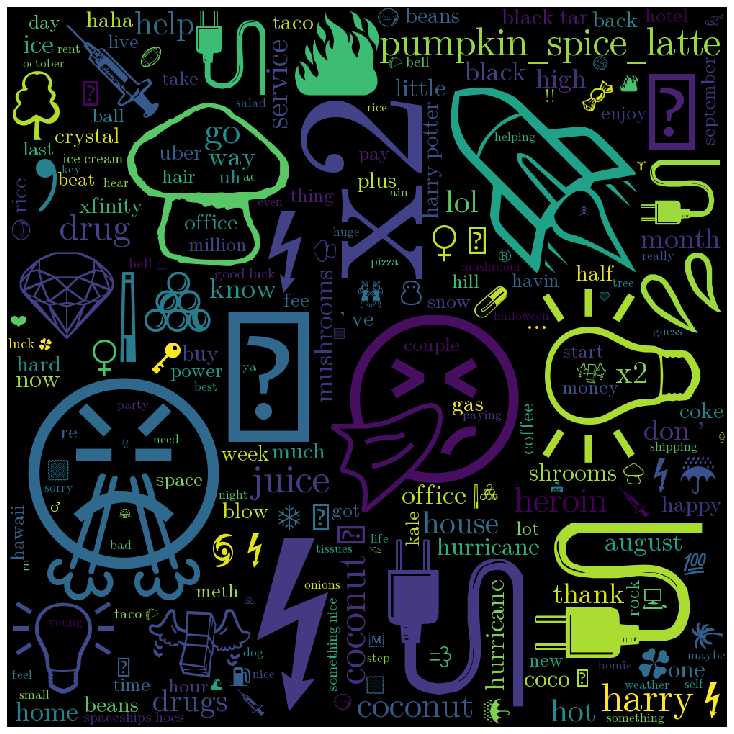 day haha help taco beans black tar back hotel by
ice rent live service pumpkin_spice_latte
october take bell
salad little black high !! enjoy september
ball rice
crystal go helping
last uber way pay harry potter
ice cream hair uh ac plus
key beat hear rain
rice xfinity even thing lol
drug office huge month
million pizza ® really
bell _ good luck mushroom
know hill havin half tree
fee mushrooms ' ve snow
luck halloween ...
hard buy guess
now power ya couple start x2
best money
party gas coke
re need paying coffee don '
week much shipping
space shrooms
sorry juice office heroin happy
night
hawaii blow got kale house lot
bad tissues life hurricane august 💯
meth onions thank
young taco coconut hurricane rock
something nice step =3 maybe
feel dog new homie one
small time hour nice coco weather self
home beans drugs coconut hot harry
spaceships hoes something